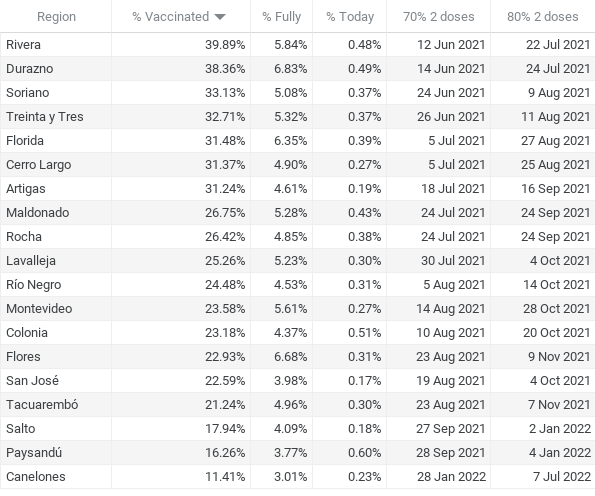 Region % Vaccinated % Fully % Today 70% 2 doses 80% 2 doses
Rivera 39.89% 5.84% 0.48% 12 Jun 2021 22 Jul 2021
Durazno 38.36% 6.83% 0.49% 14 Jun 2021 24 Jul 2021
Soriano 33.13% 5.08% 0.37% 24 Jun 2021 9 Aug 2021
Treinta y Tres 32.71% 5.32% 0.37% 26 Jun 2021 11 Aug 2021
Florida 31.48% 6.35% 0.39% 5 Jul 2021 27 Aug 2021
Cerro Largo 31.37% 4.90% 0.27% 5 Jul 2021 25 Aug 2021
Artigas 31.24% 4.61% 0.19% 18 Jul 2021 16 Sep 2021
Maldonado 26.75% 5.28% 0.43% 24 Jul 2021 24 Sep 2021
Rocha 26.42% 4.85% 0.38% 24 Jul 2021 24 Sep 2021
Lavalleja 25.26% 5.23% 0.30% 30 Jul 2021 4 Oct 2021
Río Negro 24.48% 4.53% 0.31% 5 Aug 2021 14 Oct 2021
Montevideo 23.58% 5.61% 0.27% 14 Aug 2021 28 Oct 2021
Colonia 23.18% 4.37% 0.51% 10 Aug 2021 20 Oct 2021
Flores 22.93% 6.68% 0.31% 23 Aug 2021 9 Nov 2021
San José 22.59% 3.98% 0.17% 19 Aug 2021 4 Oct 2021
Tacuarembó 21.24% 4.96% 0.30% 23 Aug 2021 7 Nov 2021
Salto 17.94% 4.09% 0.18% 27 Sep 2021 2 Jan 2022
Paysandú 16.26% 3.77% 0.60% 28 Sep 2021 4 Jan 2022
Canelones 11.41% 3.01% 0.23% 28 Jan 2022 7 Jul 2022